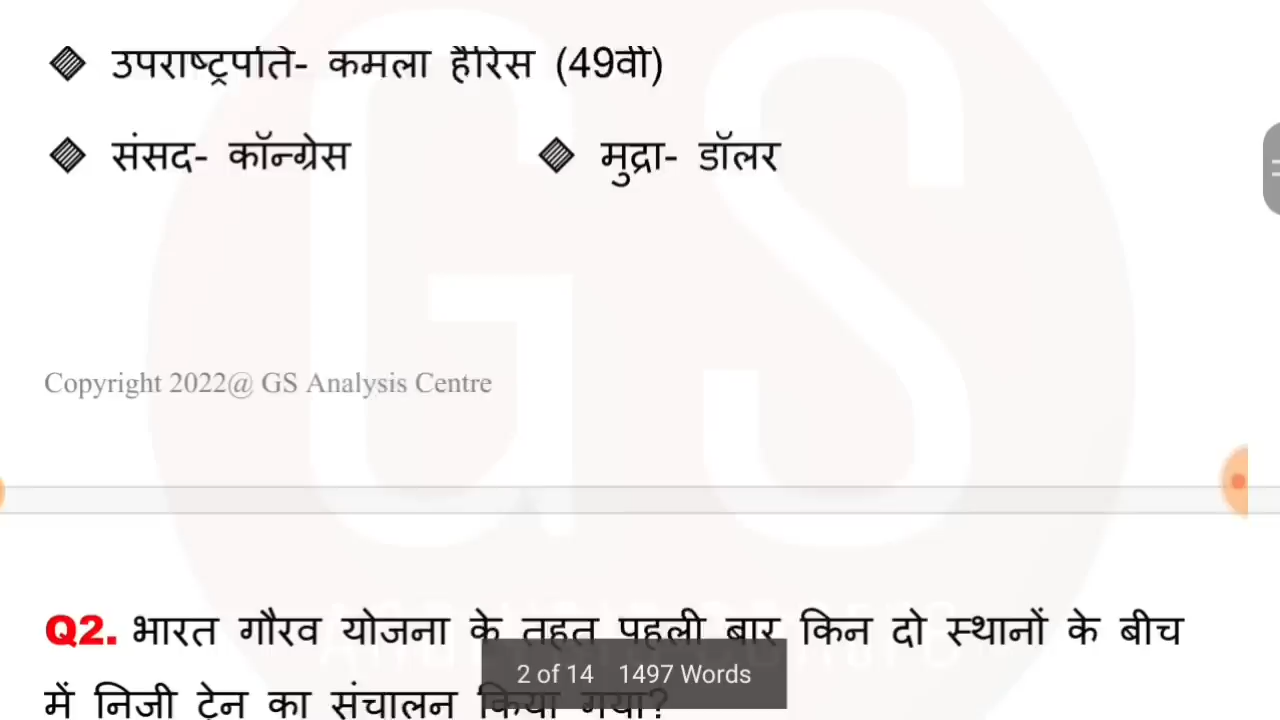 उपराष्ट्रपति- कमला हैरिस (49वी)
संसद- कॉन्ग्रेस मुद्रा- डॉलर
Copyright 2022@ GS Analysis Centre
Q2. भारत गौरव योजना के तहत पहली बार किन दो स्थानों के बीच
में निजी ट्रेन का संचालन किया गया?
2 of 14 1497 Words